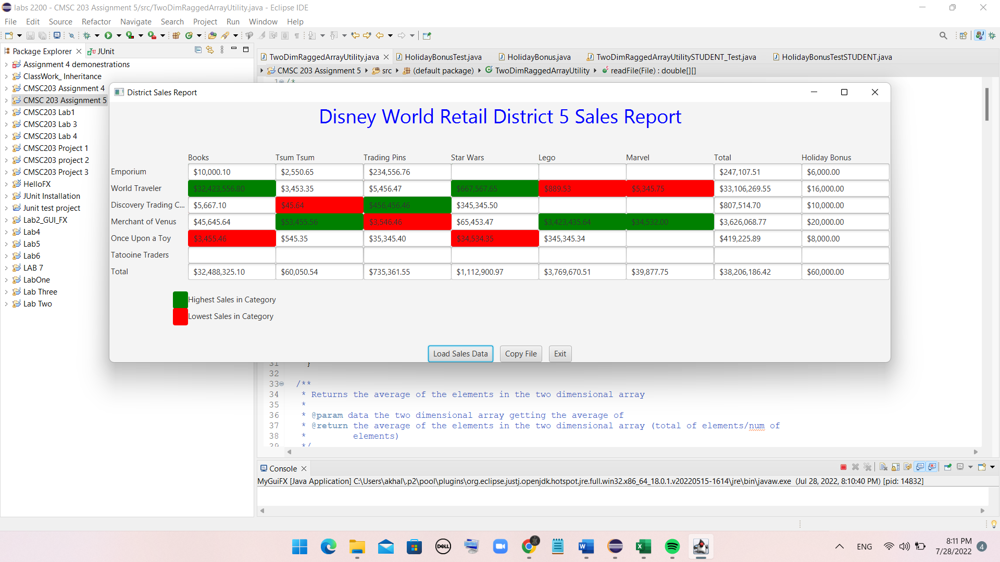 labs 2200 - CMSC 203 Assignment 5/src/TwoDimRaggedArrayUtility.java - Eclipse IDE
File Edit Source Refactor Navigate Search Project Run Window Help
Package Explorer JUnit
Assignment 4 demonestrations
ClassWork_ Inheritance
CMSC203 Assignment 4
CMSC 203 Assignment 5
CMSC203 Lab1
CMSC203 Lab 3
CMSC203 Lab 4
CMSC203 Project 1
CMSC203 project 2
CMSC203 Project 3
HelloFX
JUnit Installation
Junit test project
Lab2_GUI_FX
Lab4
Lab5
Lab6
LAB 7
LabOne
Lab Three
Lab Two
TwoDimRaggedArrayUtility.java HolidayBonusTest.java HolidayBonus.java TwoDimRaggedArrayUtilitySTUDENT_Test.java HolidayBonusTestSTUDENT.java
CMSC 203 Assignment 5 src (default package) TwoDimRaggedArrayUtility readFile(File) : double[][]
1 /*
District Sales Report
Disney World Retail District 5 Sales Report
Books Tsum Tsum Trading Pins Star Wars Lego Marvel Total Holiday Bonus
Emporium $10,000.10 $2,550.65 $234,556.76 $247,107.51 $6,000.00
World Traveler $32,423,556.80 $3,453.35 $5,456.47 $667,567.65 $889.53 $5,345.75 $33,106,269.55 $16,000.00
Discovery Trading C... $5,667.10 $45.64 $456,456.46 $345,345.50 $807,514.70 $10,000.00
Merchant of Venus $45,645.64 $53,455.56 $3,546.46 $65,453.47 $3,423,435.64 $34,532.00 $3,626,068.77 $20,000.00
Once Upon a Toy $3,455.46 $545.35 $35,345.40 $34,534.35 $345,345.34 $419,225.89 $8,000.00
Tatooine Traders
Total $32,488,325.10 $60,050.54 $735,361.55 $1,112,900.97 $3,769,670.51 $39,877.75 $38,206,186.42 $60,000.00
Highest Sales in Category
Lowest Sales in Category
Load Sales Data Copy File Exit
31 }
32
33 /**
34 * Returns the average of the elements in the two dimensional array
35 *
36 * @param data the two dimensional array getting the average of
37 * @return the average of the elements in the two dimensional array (total of elements/num of
38 * elements)
39 */
Console
MyGuiFX [Java Application] C:\Users\akhal\.p2\pool\plugins\org.eclipse.justj.openjdk.hotspot.jre.full.win32.x86_64_18.0.1.v20220515-1614\jre\bin\javaw.exe (Jul 28, 2022, 8:10:40 PM) [pid: 14832]
DELL
ENG
8:11 PM
7/28/2022
4